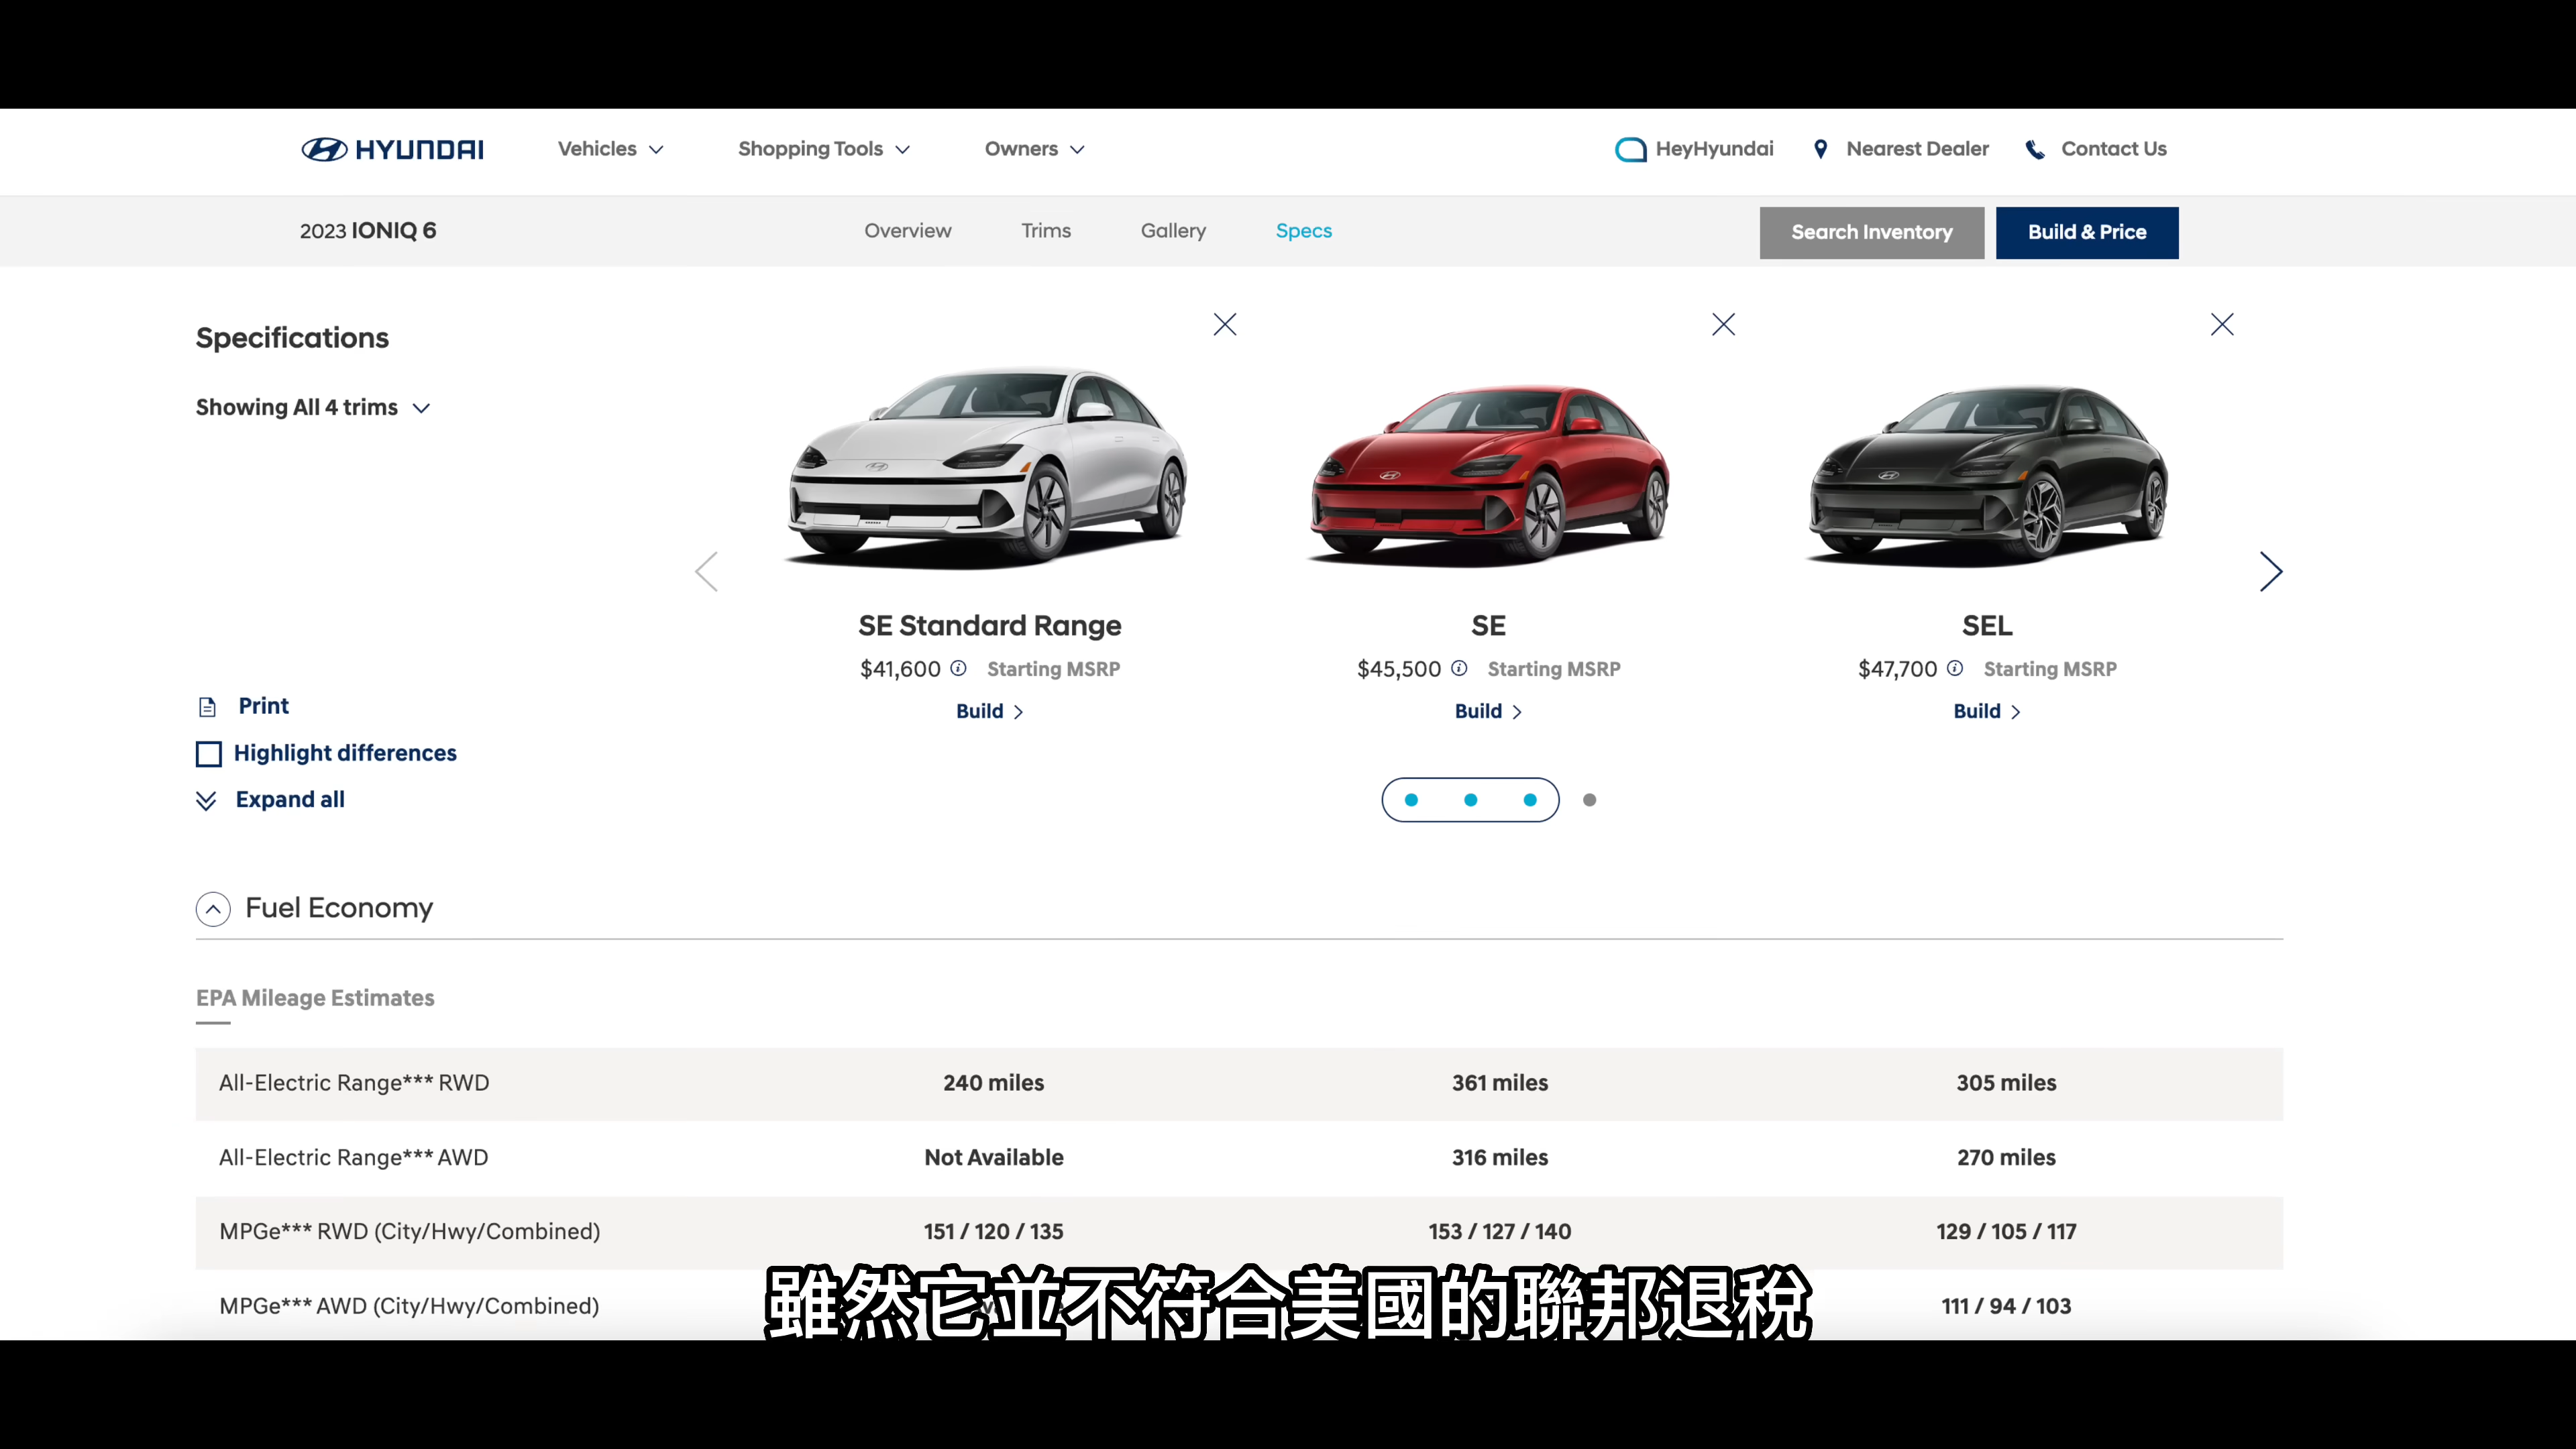 HYUNDAI Vehicles Shopping Tools Owners HeyHyundai Nearest Dealer Contact Us
2023 IONIQ 6 Overview Trims Gallery Specs Search Inventory Build & Price
Specifications
Showing All 4 trims
SE Standard Range SE SEL
$41,600 Starting MSRP $45,500 Starting MSRP $47,700 Starting MSRP
Build Build Build
Print
Highlight differences
Expand all
Fuel Economy
EPA Mileage Estimates
All-Electric Range*** RWD 240 miles 361 miles 305 miles
All-Electric Range*** AWD Not Available 316 miles 270 miles
MPGe*** RWD (City/Hwy/Combined) 151 / 120 / 135 153 / 127 / 140 129 / 105 / 117
MPGe*** AWD (City/Hwy/Combined) 111 / 94 / 103
雖然它並不符合美國的聯邦退稅